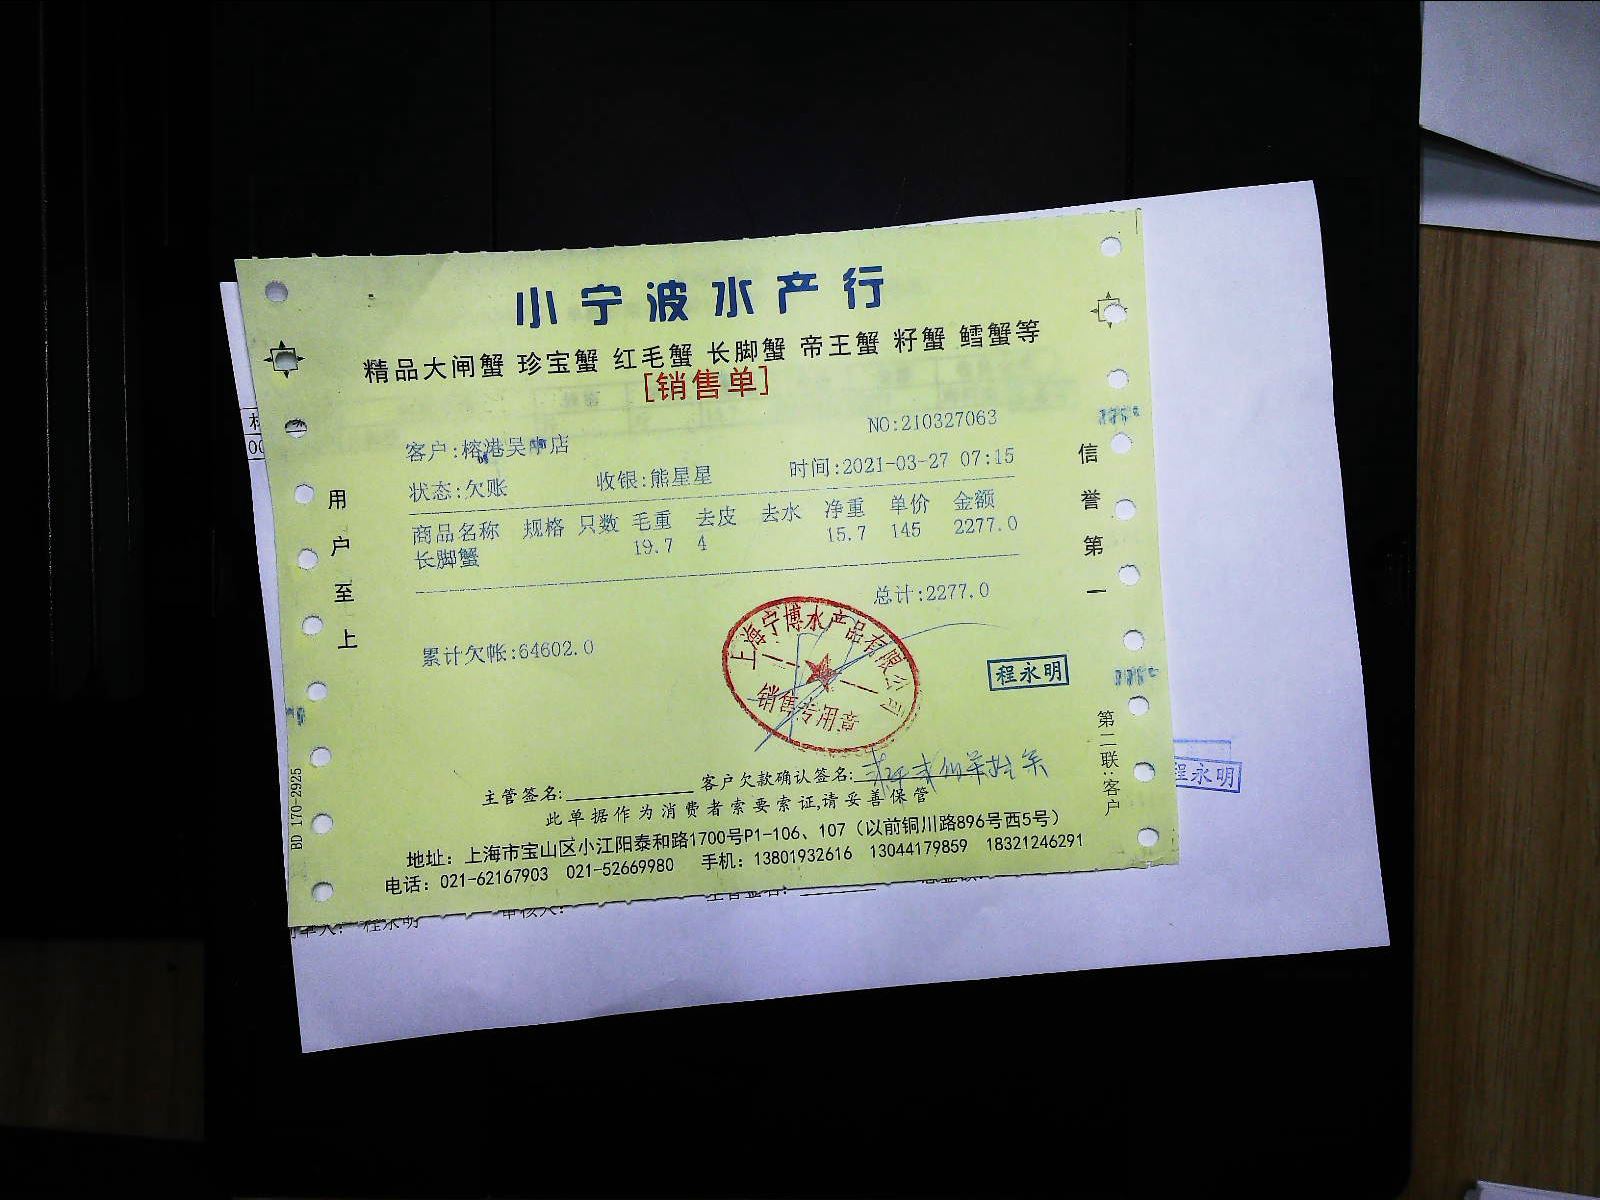 小宁波水产行
精品大闸蟹 珍宝蟹 红毛蟹 长脚蟹 帝王蟹 籽蟹 鳕蟹等
[销售单]
NO:210327063
客户:榕港吴中店
状态:欠账 收银:熊星星 时间:2021-03-27 07:15
商品名称 规格 只数 毛重 去皮 去水 净重 单价 金额
长脚蟹 19.7 4 15.7 145 2277.0
总计:2277.0
累计欠帐:64602.0
上海宁博水产品有限公司
销售专用章
程永明
程永明
主管签名: 客户欠款确认签名:
此单据作为消费者索要索证,请妥善保管
地址：上海市宝山区小江阳泰和路1700号P1-106、107（以前铜川路896号西5号）
电话：021-62167903 021-52669980 手机：13801932616 13044179859 18321246291
用户至上
信誉第一
第二联:客户
BD 170-2925
程永明